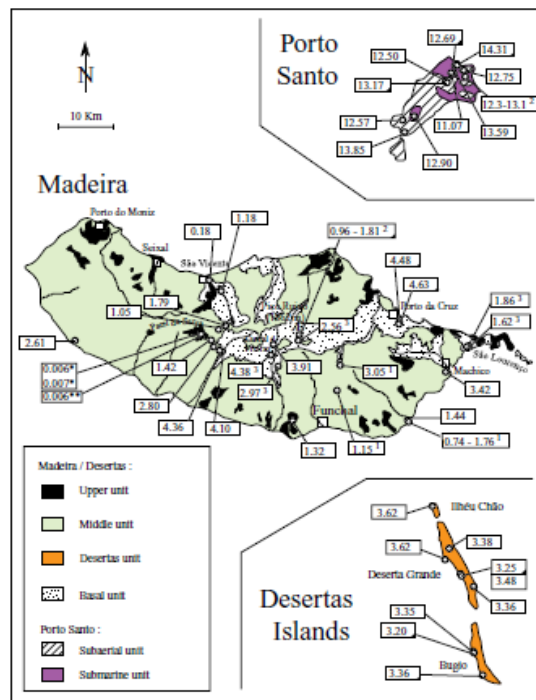 Porto Santo
12.69
12.50
14.31
13.17
12.75
12.3-13.1 2
12.57
11.07
13.59
13.85
12.90
N
10 Km
Madeira
Porto do Moniz
Seixal
São Vicente
0.18
1.18
0.96 - 1.81 2
4.48
4.63
Porto da Cruz
1.86 3
1.62 3
São Lourenço
Machico
3.42
1.79
1.05
2.61
0.006*
0.007*
0.006**
1.42
2.80
4.36
4.10
4.38 3
2.97 3
3.91
2.56 3
3.05 1
Funchal
1.32
1.15 1
1.44
0.74 - 1.76 1
Madeira / Desertas :
Upper unit
Middle unit
Desertas unit
Basal unit
Porto Santo :
Subaerial unit
Submarine unit
Desertas Islands
Ilhéu Chão
3.62
3.38
3.62
Deserta Grande
3.25
3.48
3.36
3.35
3.20
Bugio
3.36